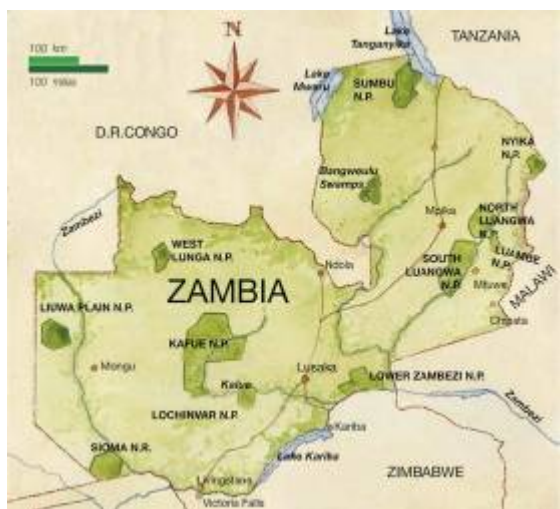 N
Lake
Tanganyika
TANZANIA
100 km
100 miles
Lake
Mweru
SUMBU
N.P.
D.R.CONGO
NYIKA
N.P.
Bangweulu
Swamps
Zambezi
NORTH
LUANGWA
N.P.
Mpika
WEST
LUNGA N.P.
LUAMBE
N.P.
SOUTH
LUANGWA
N.P.
Ndola
Mfuwe
MALAWI
ZAMBIA
LIUWA PLAIN N.P.
Chipata
KAFUE N.P.
Mongu
Lusaka
LOWER ZAMBEZI N.P.
Kafue
Zambezi
LOCHINVAR N.P.
Kariba
SIOMA N.R.
Lake Kariba
ZIMBABWE
Livingstone
Victoria Falls